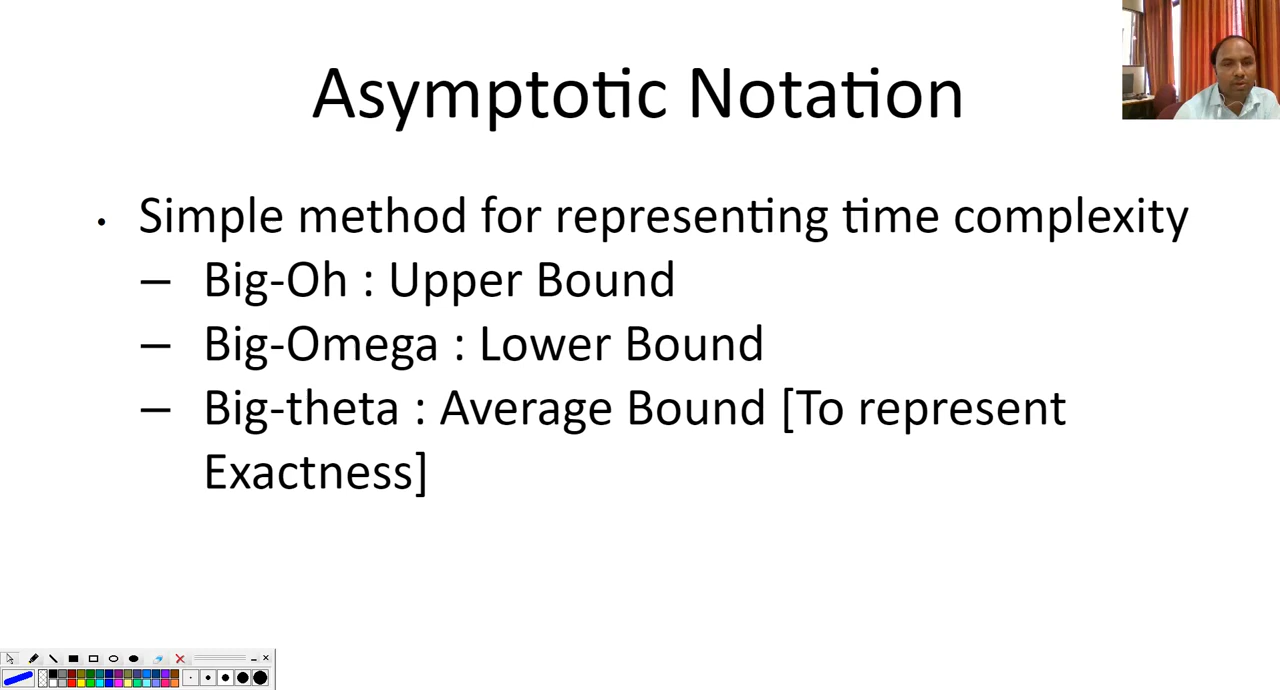 Asymptotic Notation
• Simple method for representing time complexity
– Big-Oh : Upper Bound
– Big-Omega : Lower Bound
– Big-theta : Average Bound [To represent
Exactness]